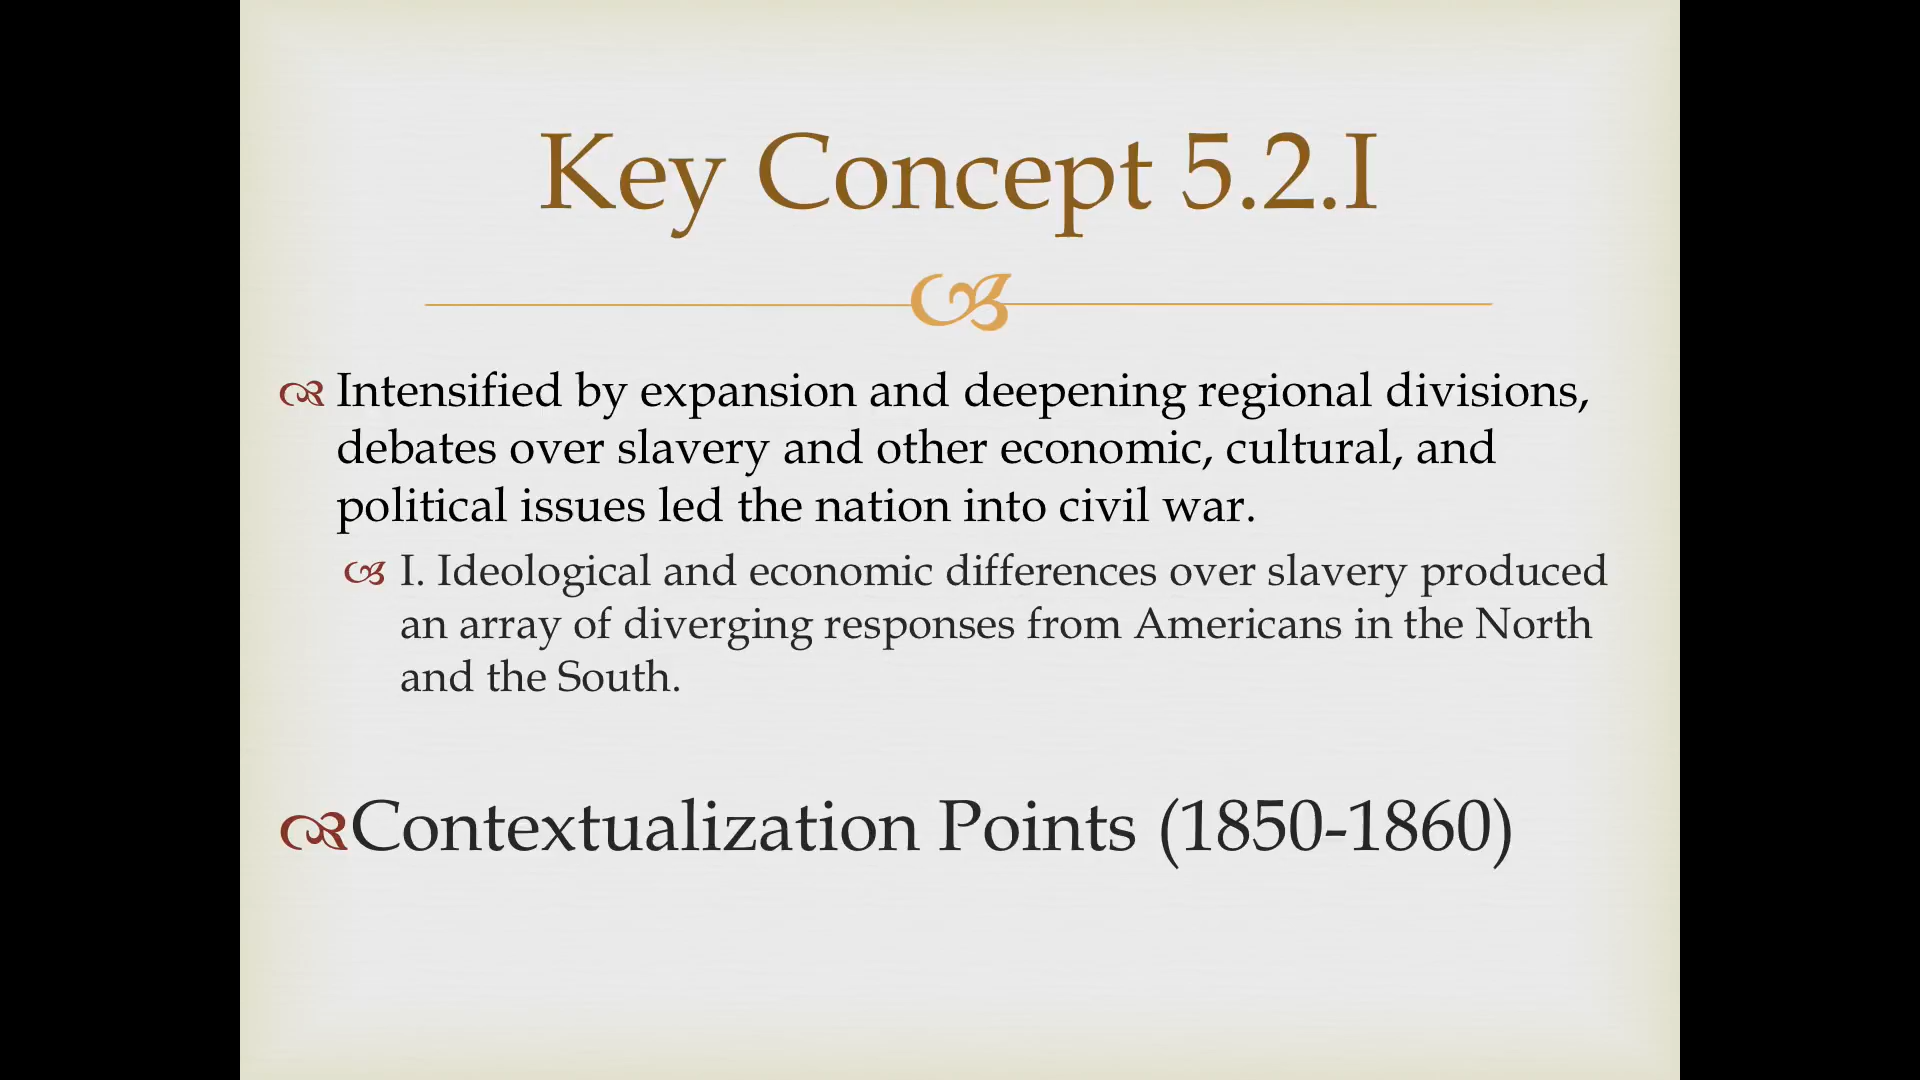 Key Concept 5.2.I
Intensified by expansion and deepening regional divisions,
debates over slavery and other economic, cultural, and
political issues led the nation into civil war.
I. Ideological and economic differences over slavery produced
an array of diverging responses from Americans in the North
and the South.
Contextualization Points (1850-1860)